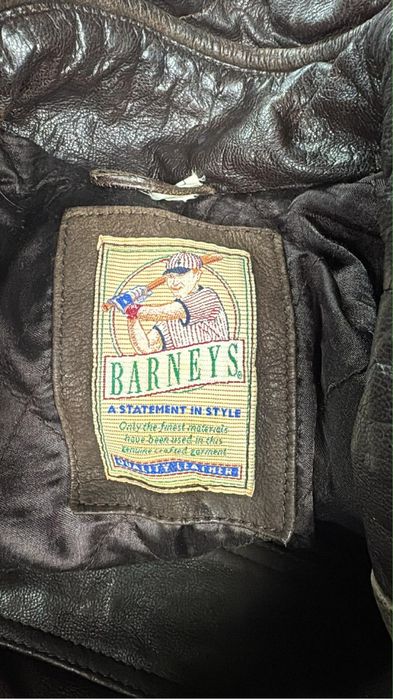 BARNEYS®
A STATEMENT IN STYLE
Only the finest materials
have been used in this
genuine crafted garment
QUALITY LEATHER